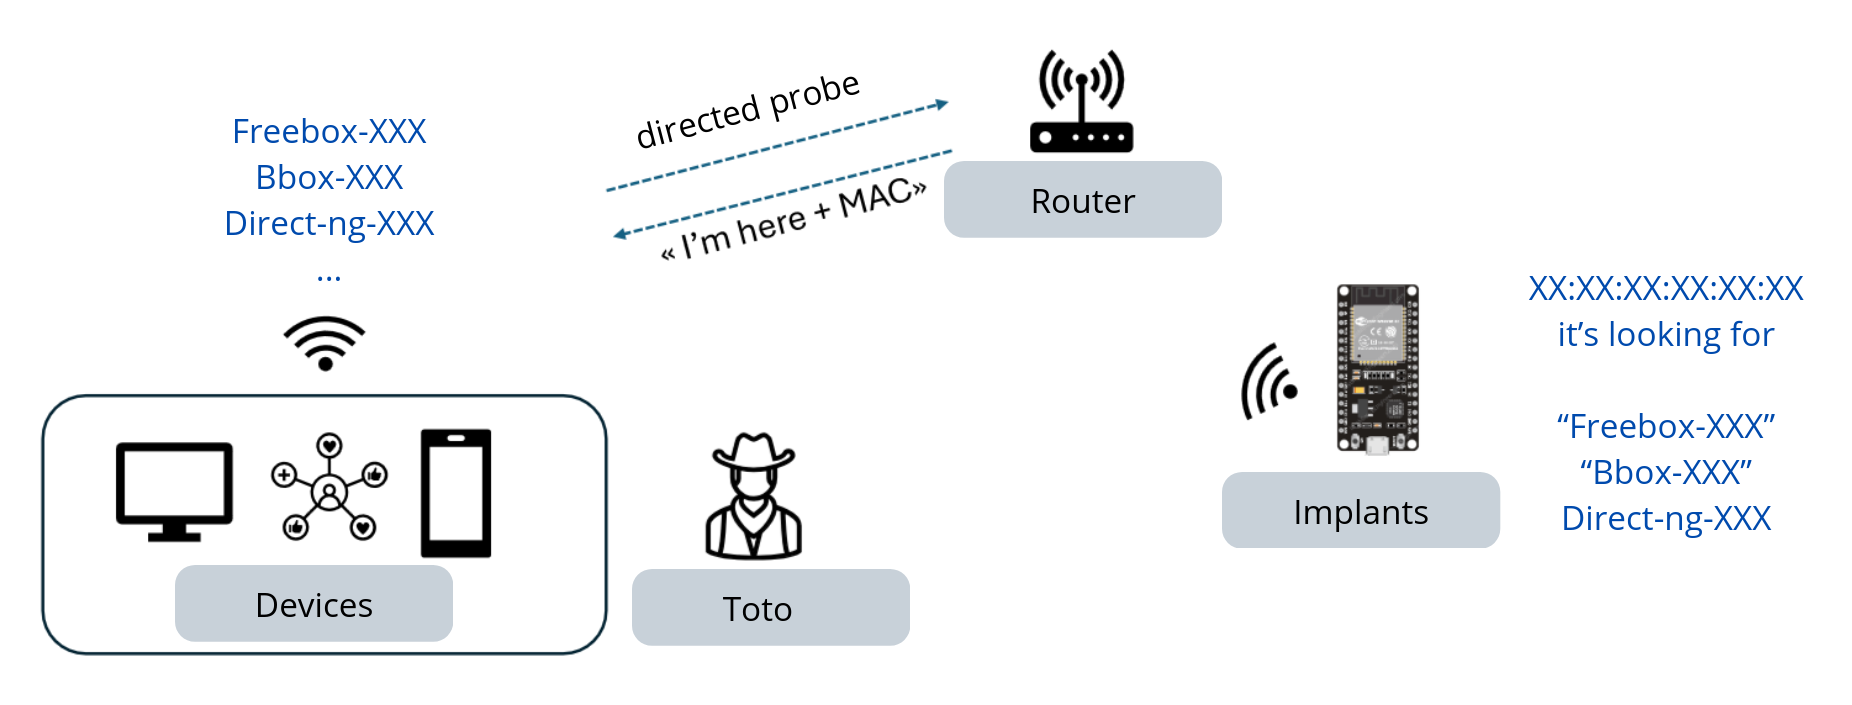 Freebox-XXX
Bbox-XXX
Direct-ng-XXX
...
directed probe
« I’m here + MAC»
Router
XX:XX:XX:XX:XX:XX
it’s looking for
“Freebox-XXX”
“Bbox-XXX”
Direct-ng-XXX
Implants
Devices
Toto